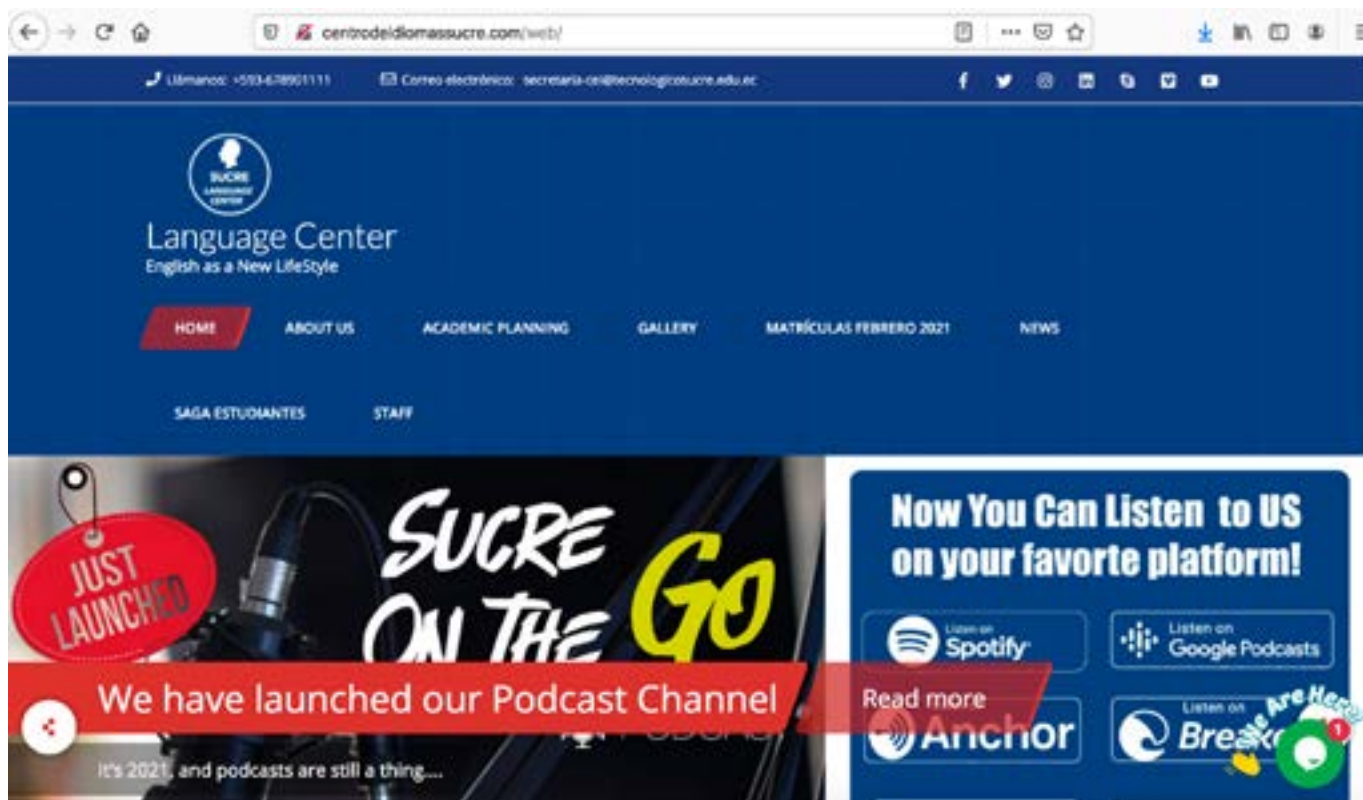 centrodeidiomassucre.com/web/
Llámanos: +593-678901111 Correo electrónico: secretaria-cei@tecnologicosucre.edu.ec
SUCRE
LANGUAGE
CENTER
Language Center
English as a New LifeStyle
HOME ABOUT US ACADEMIC PLANNING GALLERY MATRÍCULAS FEBRERO 2021 NEWS
SAGA ESTUDIANTES STAFF
JUST
LAUNCHED
SUCRE
ON THE GO
PODCAST
We have launched our Podcast Channel
Read more
It's 2021, and podcasts are still a thing....
Now You Can Listen to US
on your favorte platform!
Listen on
Spotify
Listen on
Google Podcasts
Anchor
Listen on
We Are Here!
1